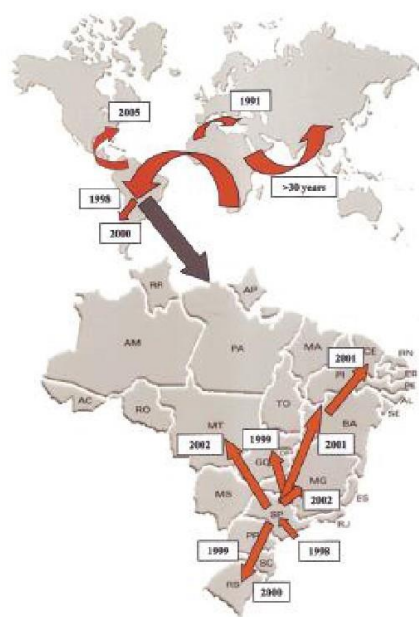 2005
1991
>30 years
1998
2000
RR
AP
AM
PA
MA
CE
RN
2001
PI
PB
PE
AL
SE
AC
RO
TO
BA
MT
1999
2001
2002
GO
DF
MG
2002
ES
MS
SP
RJ
PR
1998
1999
SC
RS
2000